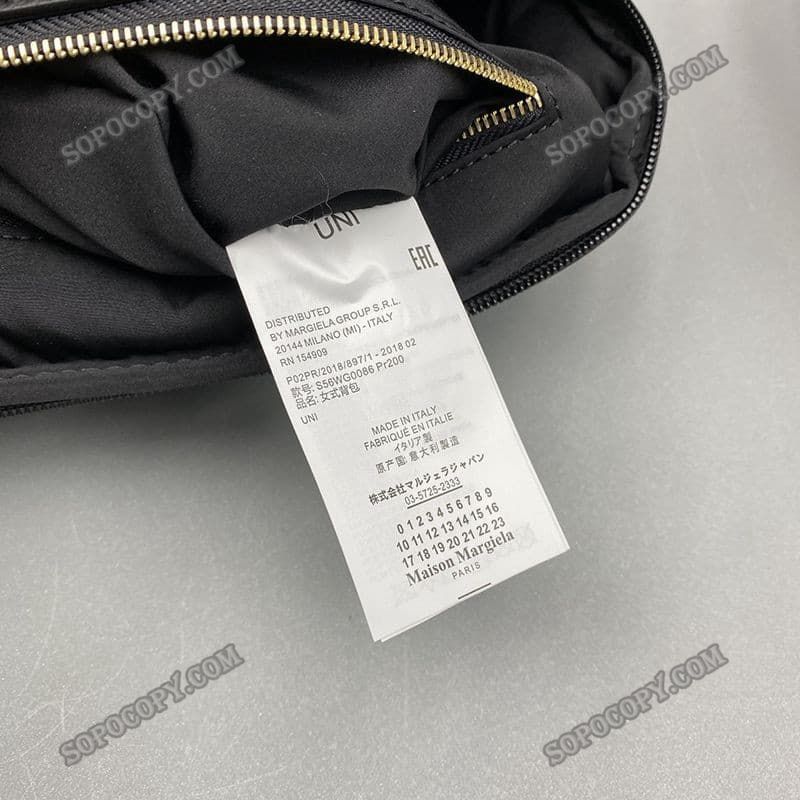 SOPOCOPY.COM
SOPOCOPY.COM
UNI
EAC
DISTRIBUTED
BY MARGIELA GROUP S.R.L.
20144 MILANO (MI) - ITALY
RN 154909
P02PR/2018/897/1 - 2018 02
款号: S56WG0086 Pr200
品名: 女式背包
UNI
MADE IN ITALY
FABRIQUÉ EN ITALIE
イタリア製
原产国: 意大利製造
株式会社マルジェラジャパン
03-5725-2333
0 1 2 3 4 5 6 7 8 9
10 11 12 13 14 15 16
17 18 19 20 21 22 23
Maison Margiela
PARIS
SOPOCOPY.COM
SOPOCOPY.COM